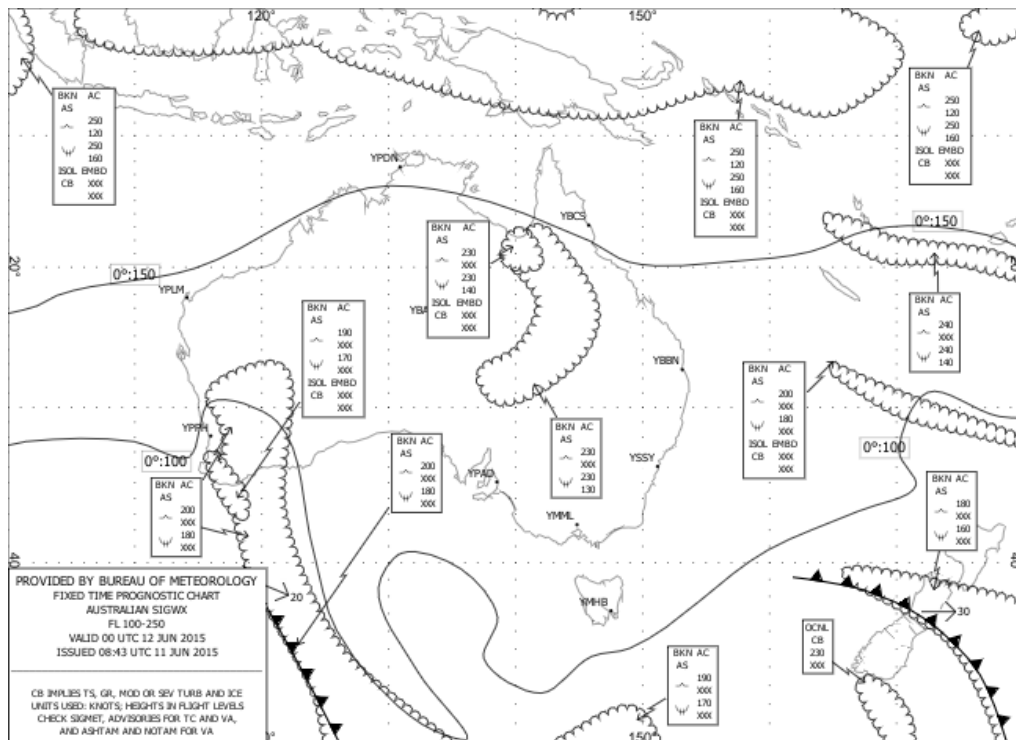 120°
150°
BKN AC
AS
250
120
250
160
ISOL EMBD
CB XXX
XXX
BKN AC
AS
250
120
250
160
ISOL EMBD
CB XXX
XXX
BKN AC
AS
250
120
250
160
ISOL EMBD
CB XXX
XXX
YPDN
YBCS
0°:150
BKN AC
AS
230
XXX
230
140
ISOL EMBD
CB XXX
XXX
20°
0°:150
YPLM
YBA
BKN AC
AS
190
XXX
170
XXX
ISOL EMBD
CB XXX
XXX
BKN AC
AS
240
XXX
240
140
YBBN
BKN AC
AS
200
XXX
180
XXX
ISOL EMBD
CB XXX
XXX
YPPH
0°:100
BKN AC
AS
200
XXX
180
XXX
BKN AC
AS
230
XXX
230
130
YSSY
0°:100
YPAD
BKN AC
AS
200
XXX
180
XXX
BKN AC
AS
180
XXX
160
XXX
YMML
40°
PROVIDED BY BUREAU OF METEOROLOGY
FIXED TIME PROGNOSTIC CHART
AUSTRALIAN SIGWX
FL 100-250
VALID 00 UTC 12 JUN 2015
ISSUED 08:43 UTC 11 JUN 2015
CB IMPLIES TS, GR, MOD OR SEV TURB AND ICE
UNITS USED: KNOTS; HEIGHTS IN FLIGHT LEVELS
CHECK SIGMET, ADVISORIES FOR TC AND VA,
AND ASHTAM AND NOTAM FOR VA
20
YMHB
30
OCNL
CB
230
XXX
BKN AC
AS
190
XXX
170
XXX
150°